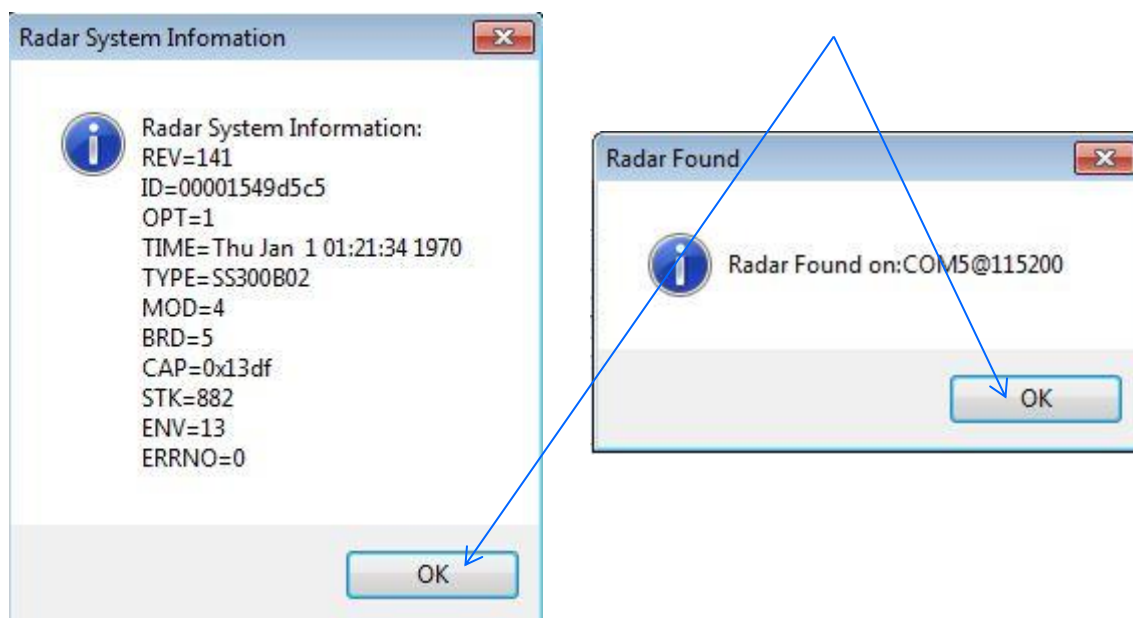 Radar System Infomation
Radar System Information:
REV=141
ID=00001549d5c5
OPT=1
TIME=Thu Jan  1 01:21:34 1970
TYPE=SS300B02
MOD=4
BRD=5
CAP=0x13df
STK=882
ENV=13
ERRNO=0
OK
Radar Found
Radar Found on:COM5@115200
OK